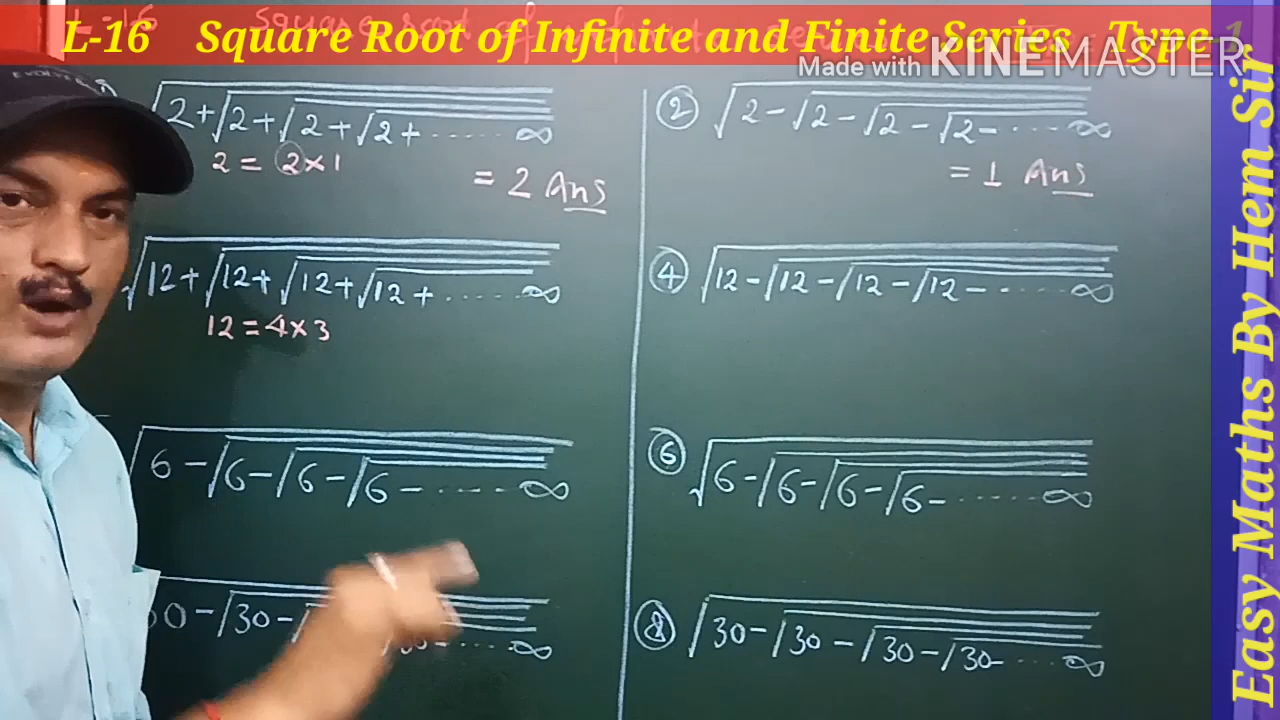 L-16 Square Root of Infinite and Finite Series Type 1
Made with KINEMASTER
√2+√2+√2+√2+ ...... ∞
2 = 2×1
= 2 Ans
② √2-√2-√2-√2- ..... ∞
= 1 Ans
√12+√12+√12+√12+ ...... ∞
12 = 4×3
④ √12-√12-√12-√12- ...... ∞
√6-√6-√6-√6- ...... ∞
⑥ √6-√6-√6-√6- ...... ∞
30-√30-√ ..... ∞
⑧ √30-√30-√30-√30- ..... ∞
Easy Maths By Hem Sir